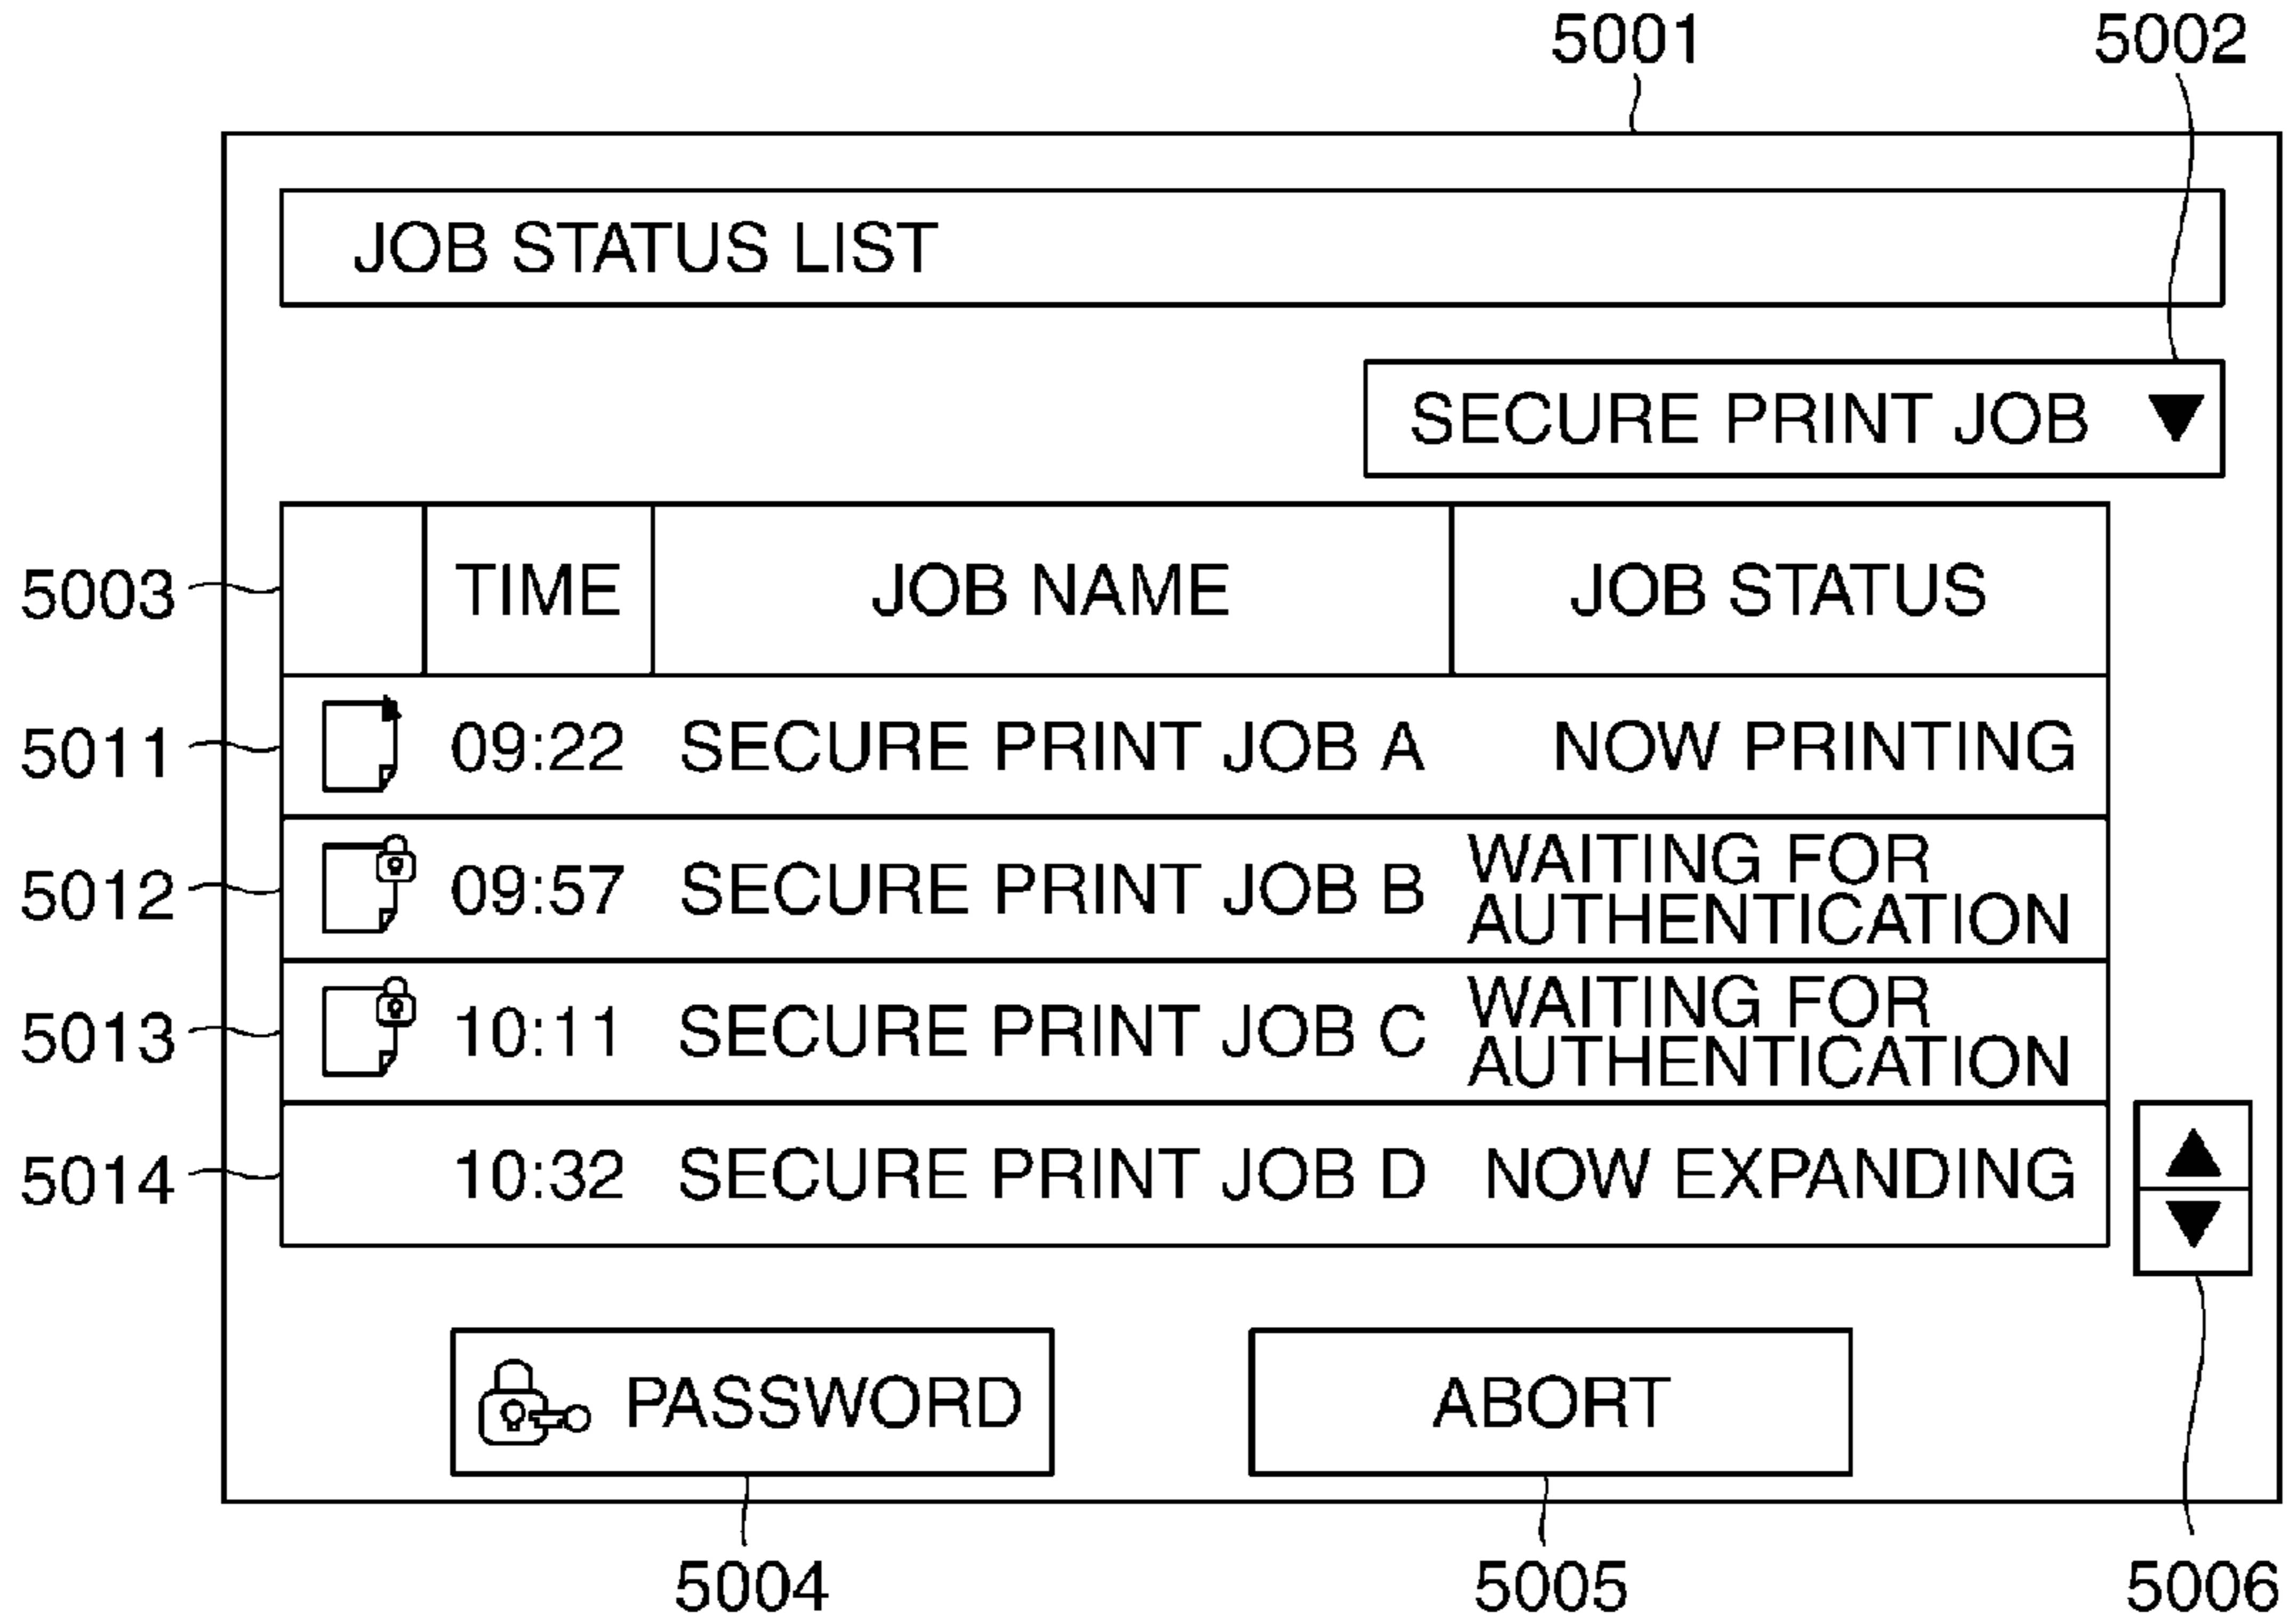 5001 5002
JOB STATUS LIST
SECURE PRINT JOB ▼
5003 TIME JOB NAME JOB STATUS
5011 09:22 SECURE PRINT JOB A NOW PRINTING
5012 09:57 SECURE PRINT JOB B WAITING FOR
AUTHENTICATION
5013 10:11 SECURE PRINT JOB C WAITING FOR
AUTHENTICATION
5014 10:32 SECURE PRINT JOB D NOW EXPANDING
PASSWORD ABORT
5004 5005 5006